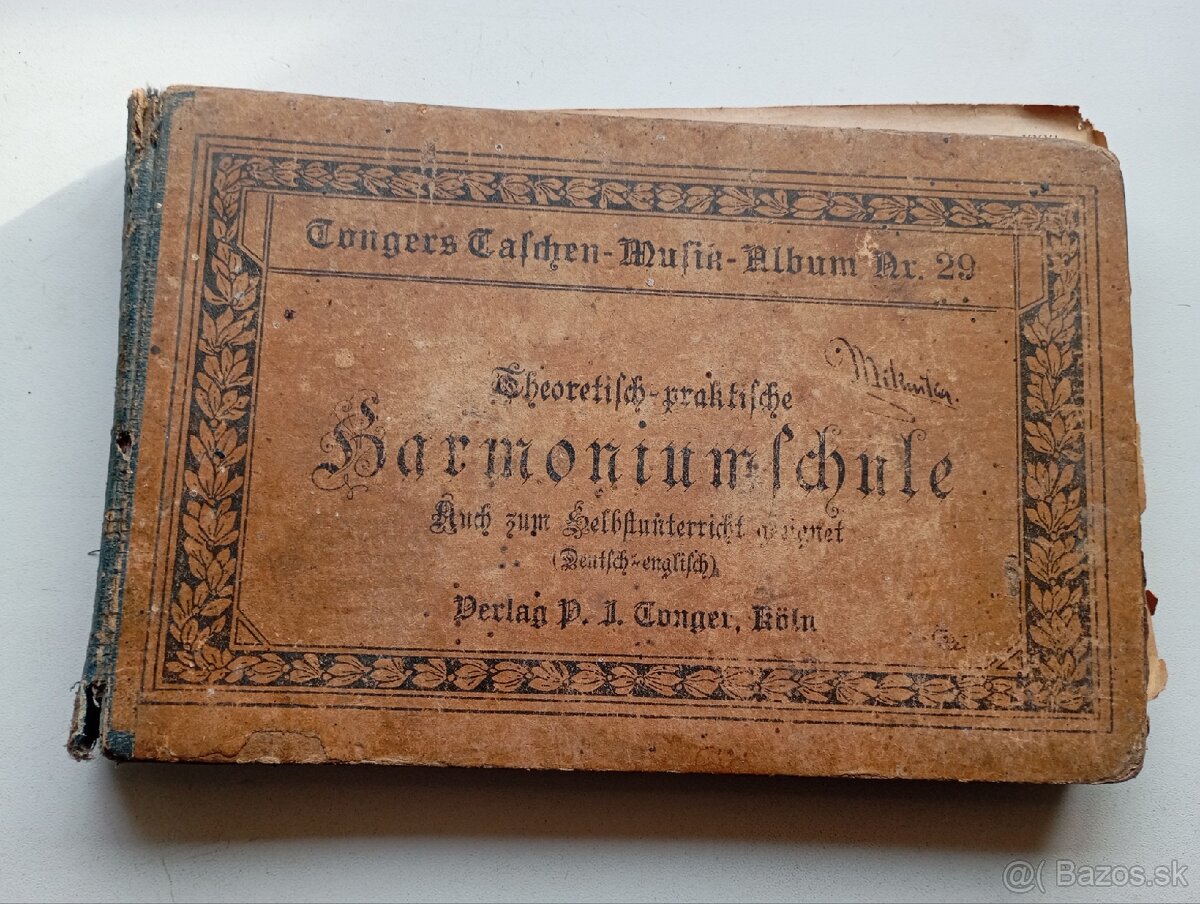 Tongers Taschen-Musik-Album Nr. 29
Theoretisch-praktische
Harmoniumschule
Auch zum Selbstunterricht geeignet
(Deutsch-englisch)
Verlag P. J. Tonger, Köln
@( Bazos.sk